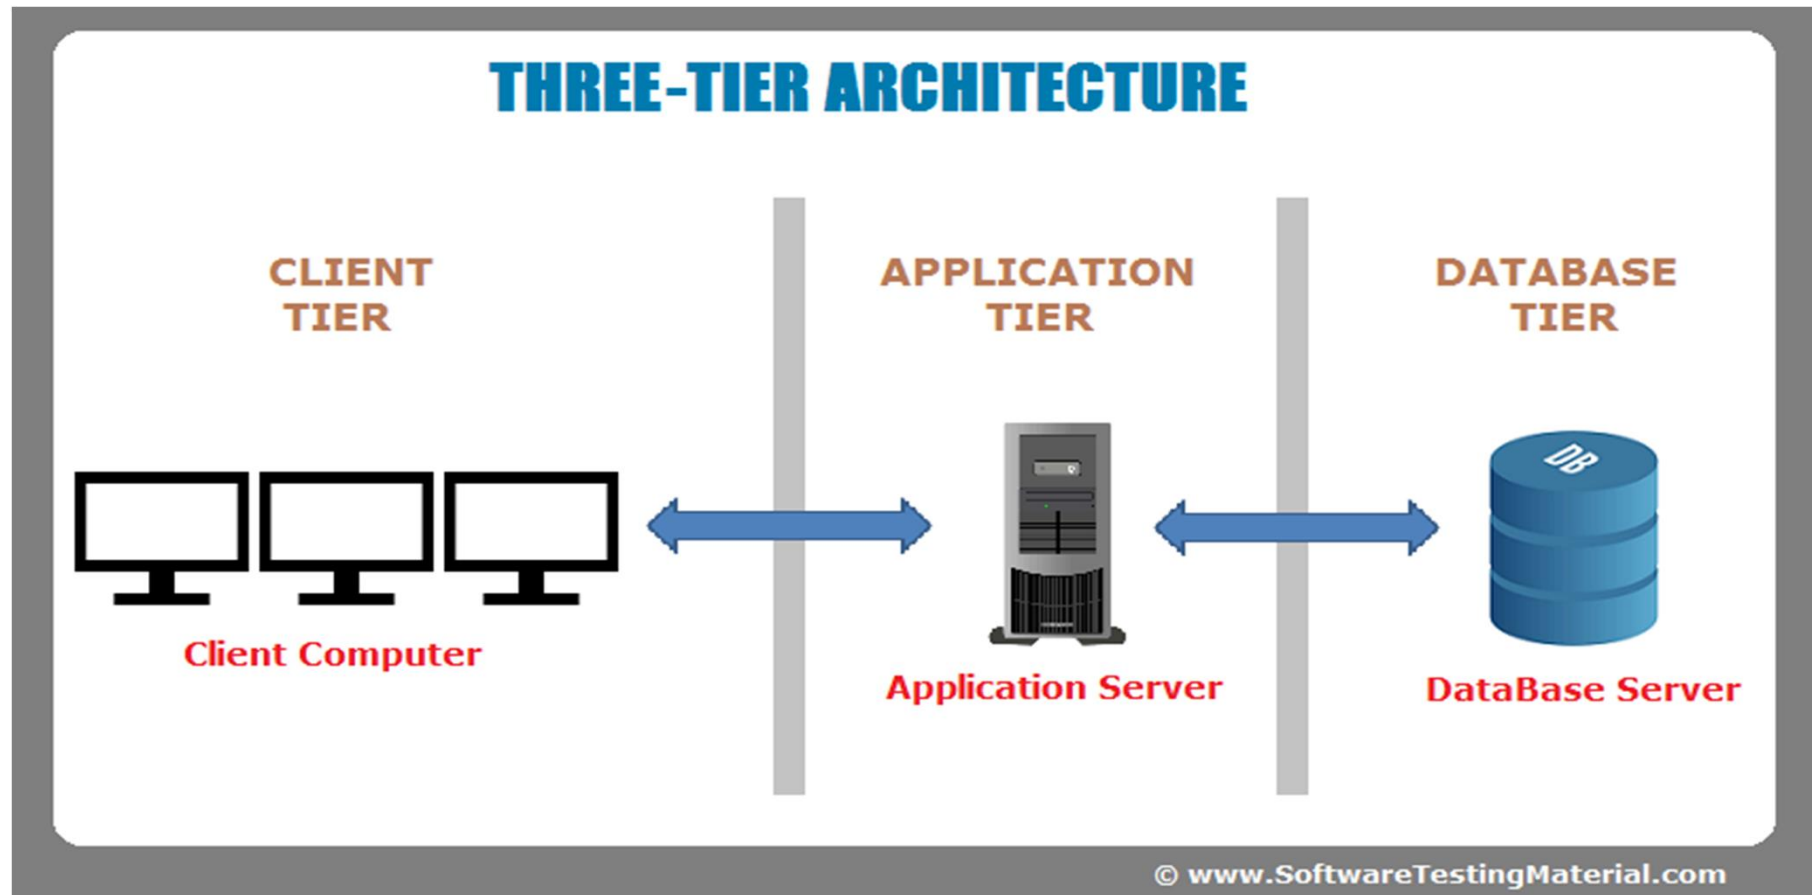 THREE-TIER ARCHITECTURE
CLIENT
TIER
APPLICATION
TIER
DATABASE
TIER
DB
Client Computer
Application Server
DataBase Server
© www.SoftwareTestingMaterial.com